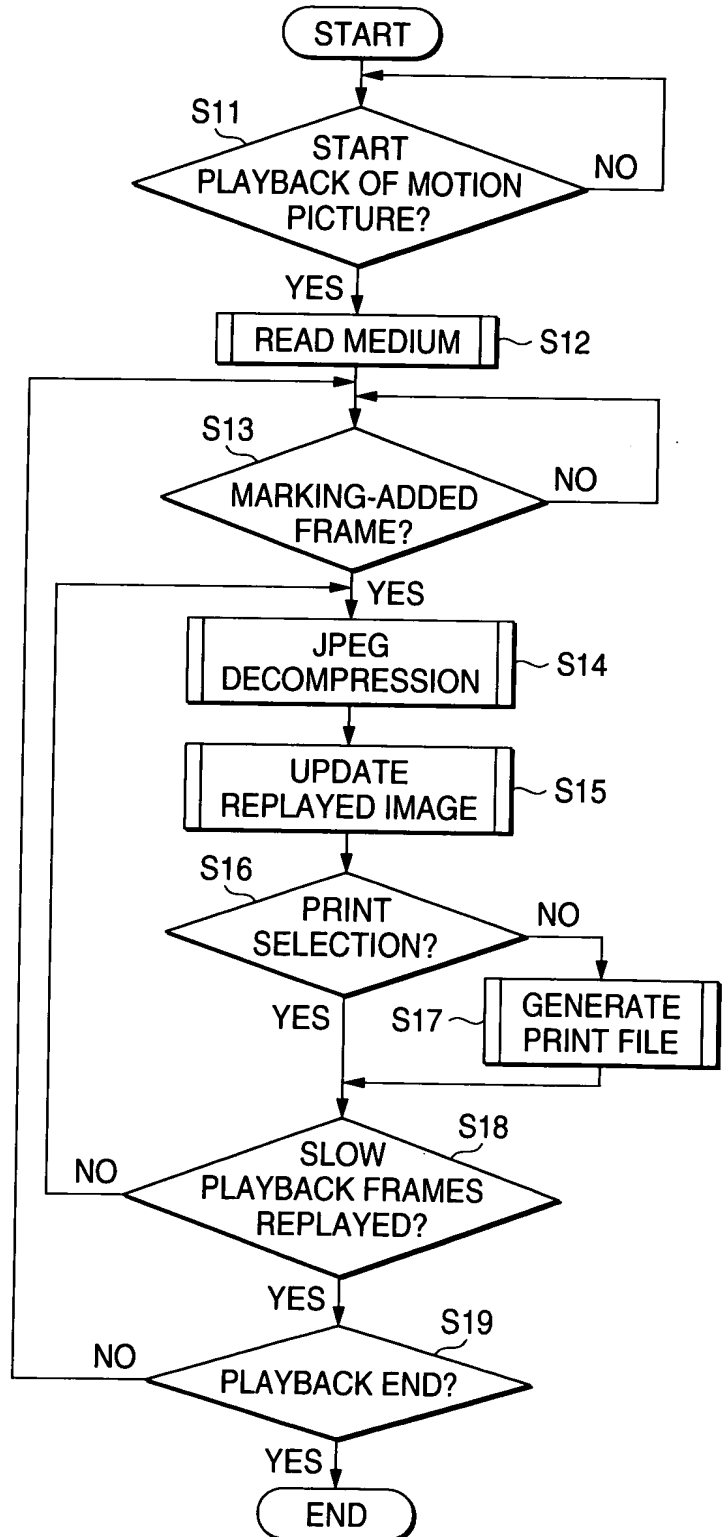 START
S11
START
PLAYBACK OF MOTION
PICTURE?
NO
YES
READ MEDIUM
S12
S13
MARKING-ADDED
FRAME?
NO
YES
JPEG
DECOMPRESSION
S14
UPDATE
REPLAYED IMAGE
S15
S16
PRINT
SELECTION?
NO
YES
S17
GENERATE
PRINT FILE
S18
SLOW
PLAYBACK FRAMES
REPLAYED?
NO
YES
S19
PLAYBACK END?
NO
YES
END